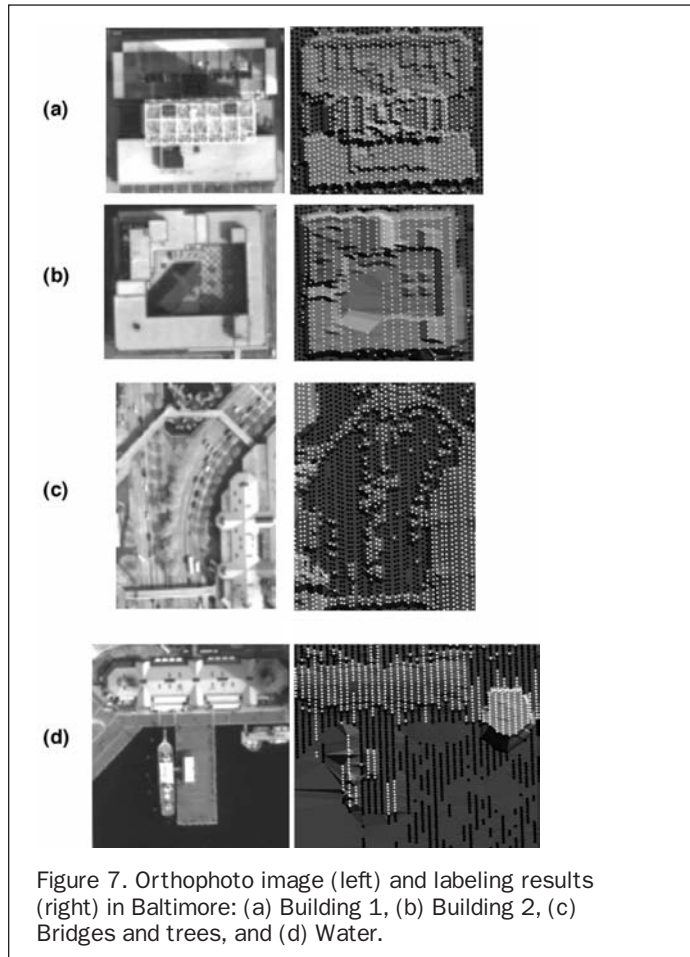 (a)
(b)
(c)
(d)
Figure 7. Orthophoto image (left) and labeling results
(right) in Baltimore: (a) Building 1, (b) Building 2, (c)
Bridges and trees, and (d) Water.